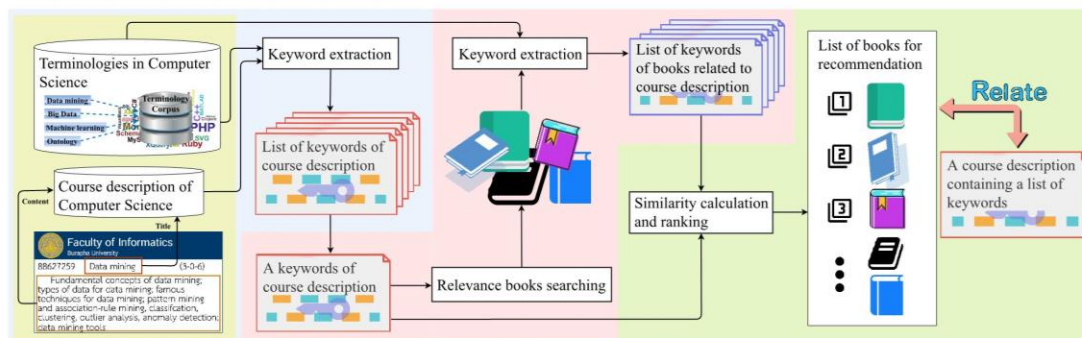 Terminologies in Computer
Science
Data mining
Big Data
Machine learning
Ontology
Terminology
Corpus
PHP
Ruby
Course description of
Computer Science
Content
Title
Faculty of Informatics
Burapha University
88627259 Data mining (3-0-6)
Fundamental concepts of data mining;
types of data for data mining; famous
techniques for data mining; pattern mining
and association-rule mining, classifcation,
clustering, outlier analysis, anomaly detection;
data mining tools
Keyword extraction
List of keywords of
course description
A keywords of
course description
Keyword extraction
Relevance books searching
List of keywords
of books related to
course description
Similarity calculation
and ranking
List of books for
recommendation
1
2
3
Relate
A course description
containing a list of
keywords